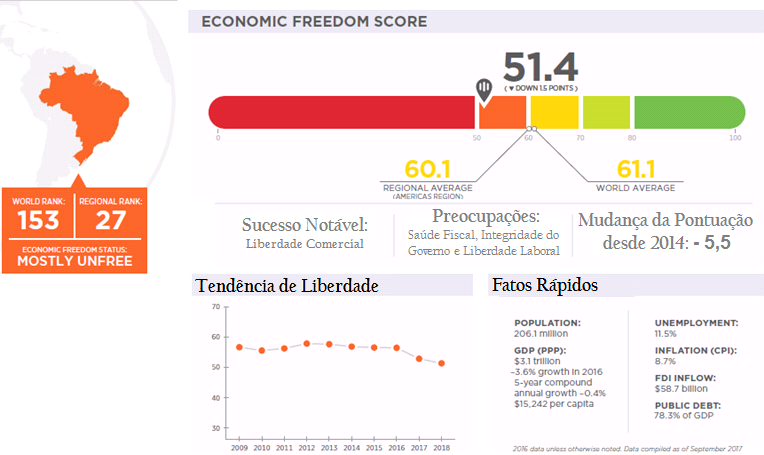 ECONOMIC FREEDOM SCORE
51.4
(▼ DOWN 1.5 POINTS)
0
50
60
70
80
100
60.1
REGIONAL AVERAGE
(AMERICAS REGION)
61.1
WORLD AVERAGE
WORLD RANK:
153
REGIONAL RANK:
27
ECONOMIC FREEDOM STATUS:
MOSTLY UNFREE
Sucesso Notável:
Liberdade Comercial
Preocupações:
Saúde Fiscal, Integridade do
Governo e Liberdade Laboral
Mudança da Pontuação
desde 2014: - 5,5
Tendência de Liberdade
70
60
50
40
30
2009 2010 2011 2012 2013 2014 2015 2016 2017 2018
Fatos Rápidos
POPULATION:
206.1 million
GDP (PPP):
$3.1 trillion
–3.6% growth in 2016
5-year compound
annual growth –0.4%
$15,242 per capita
UNEMPLOYMENT:
11.5%
INFLATION (CPI):
8.7%
FDI INFLOW:
$58.7 billion
PUBLIC DEBT:
78.3% of GDP
2016 data unless otherwise noted. Data compiled as of September 2017